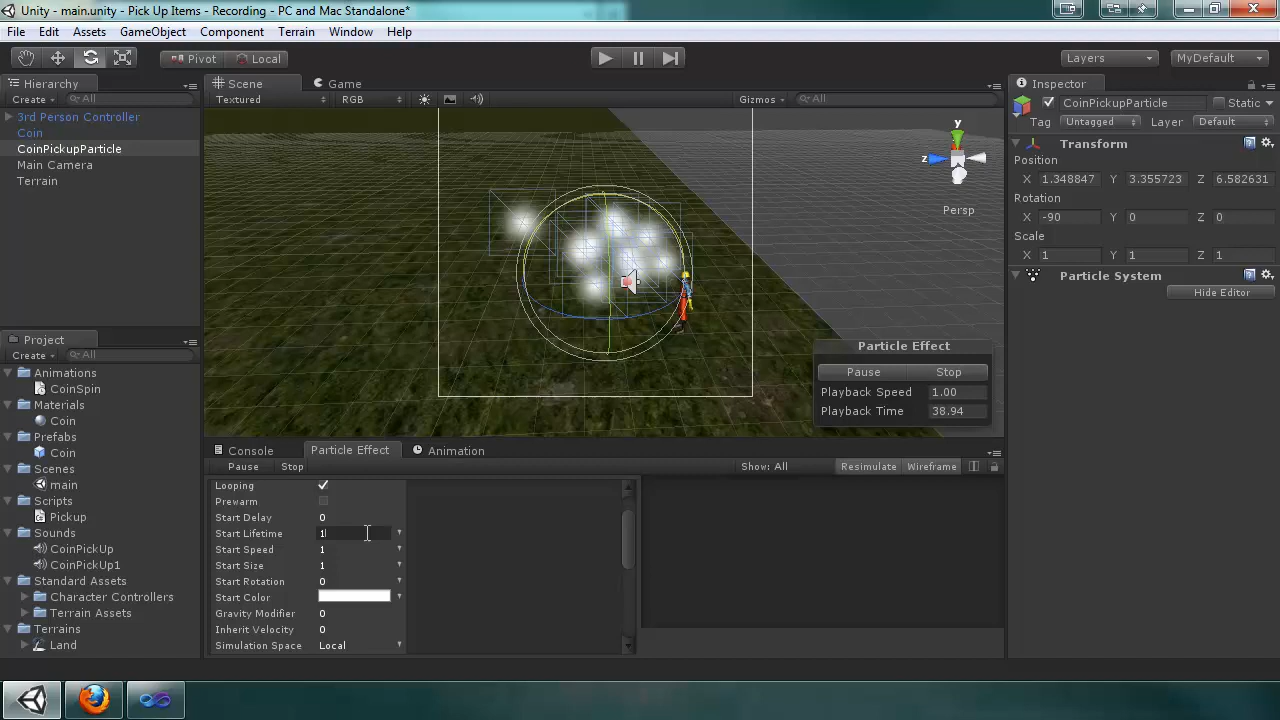 Unity - main.unity - Pick Up Items - Recording - PC and Mac Standalone*
File Edit Assets GameObject Component Terrain Window Help
Pivot Local Layers MyDefault
Hierarchy
Create All
3rd Person Controller
Coin
CoinPickupParticle
Main Camera
Terrain
Scene Game
Textured RGB Gizmos All
y
z
Persp
Particle Effect
Pause Stop
Playback Speed 1.00
Playback Time 38.94
Inspector
CoinPickupParticle Static
Tag Untagged Layer Default
Transform
Position
X 1.348847 Y 3.355723 Z 6.582631
Rotation
X -90 Y 0 Z 0
Scale
X 1 Y 1 Z 1
Particle System
Hide Editor
Project
Create All
Animations
CoinSpin
Materials
Coin
Prefabs
Coin
Scenes
main
Scripts
Pickup
Sounds
CoinPickUp
CoinPickUp1
Standard Assets
Character Controllers
Terrain Assets
Terrains
Land
Console Particle Effect Animation
Pause Stop Show: All Resimulate Wireframe
Looping
Prewarm
Start Delay 0
Start Lifetime 1
Start Speed 1
Start Size 1
Start Rotation 0
Start Color
Gravity Modifier 0
Inherit Velocity 0
Simulation Space Local